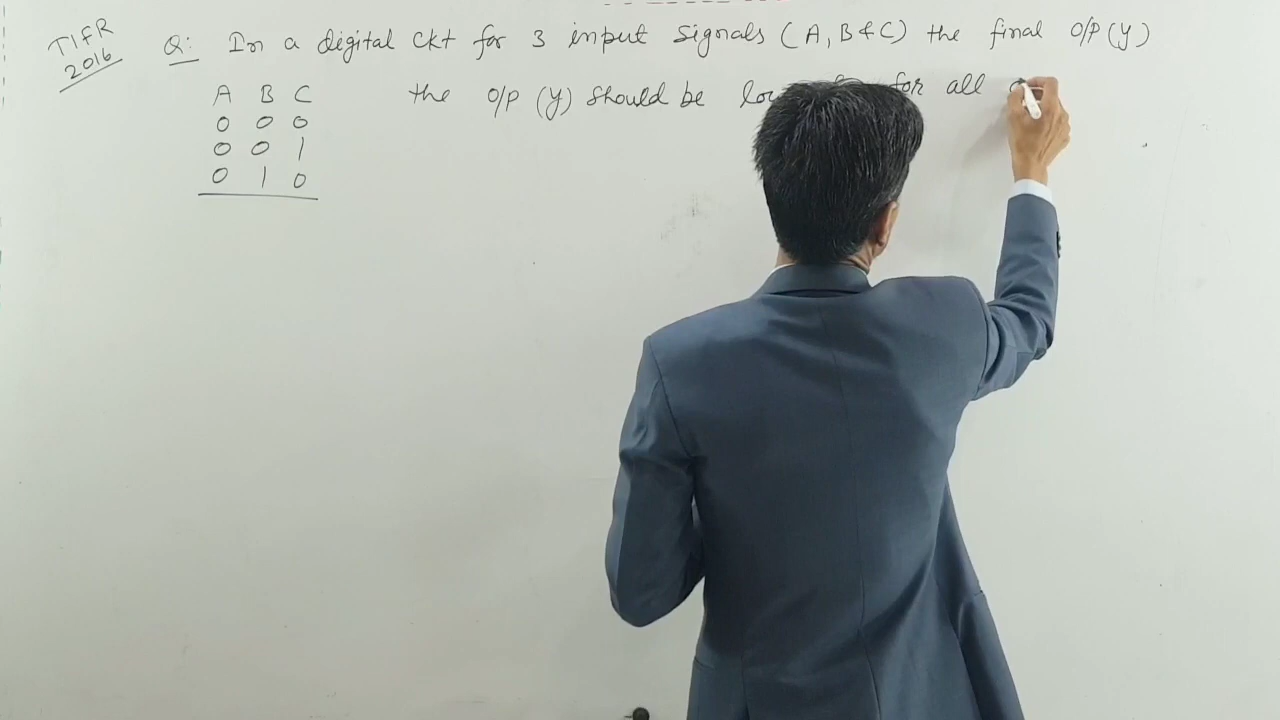 TIFR
2016
Q: In a digital ckt for 3 input signals (A, B & C) the final O/P (Y)
A B C
0 0 0
0 0 1
0 1 0
the O/P (Y) should be for all